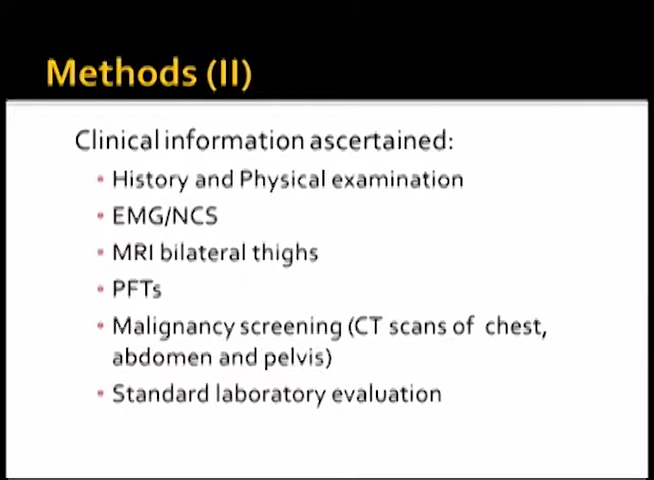 Methods (II)
Clinical information ascertained:
• History and Physical examination
• EMG/NCS
• MRI bilateral thighs
• PFTs
• Malignancy screening (CT scans of chest,
abdomen and pelvis)
• Standard laboratory evaluation